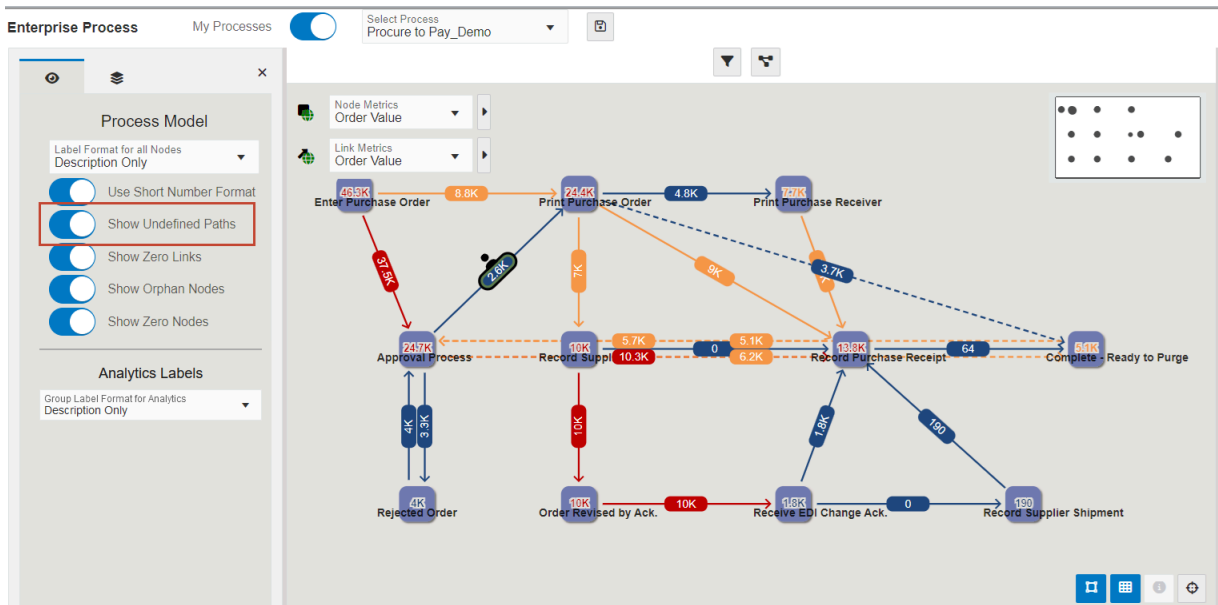 Enterprise Process
My Processes
Select Process
Procure to Pay_Demo
Process Model
Label Format for all Nodes
Description Only
Use Short Number Format
Show Undefined Paths
Show Zero Links
Show Orphan Nodes
Show Zero Nodes
Analytics Labels
Group Label Format for Analytics
Description Only
Node Metrics
Order Value
Link Metrics
Order Value
46.3K
Enter Purchase Order
8.8K
24.4K
Print Purchase Order
4.8K
7.7K
Print Purchase Receiver
37.5K
2.6K
7K
9K
3.7K
24.7K
Approval Process
5.7K
10.3K
10K
Record Suppl
0
5.1K
6.2K
13.8K
Record Purchase Receipt
64
5.1K
Complete - Ready to Purge
4K
3.3K
10K
1.8K
190
4K
Rejected Order
10K
Order Revised by Ack.
10K
1.8K
Receive EDI Change Ack.
0
190
Record Supplier Shipment